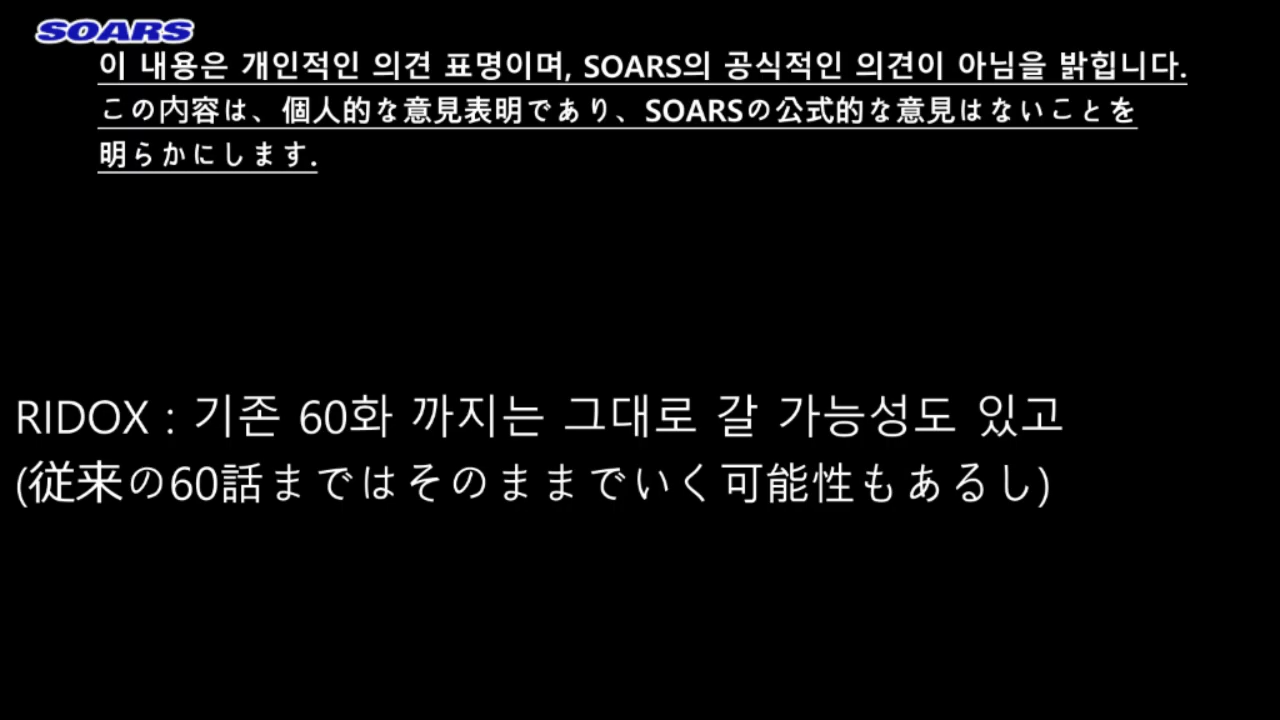 SOARS
이 내용은 개인적인 의견 표명이며, SOARS의 공식적인 의견이 아님을 밝힙니다.
この内容は、個人的な意見表明であり、SOARSの公式的な意見はないことを
明らかにします.
RIDOX : 기존 60화 까지는 그대로 갈 가능성도 있고
(従来の60話まではそのままでいく可能性もあるし)